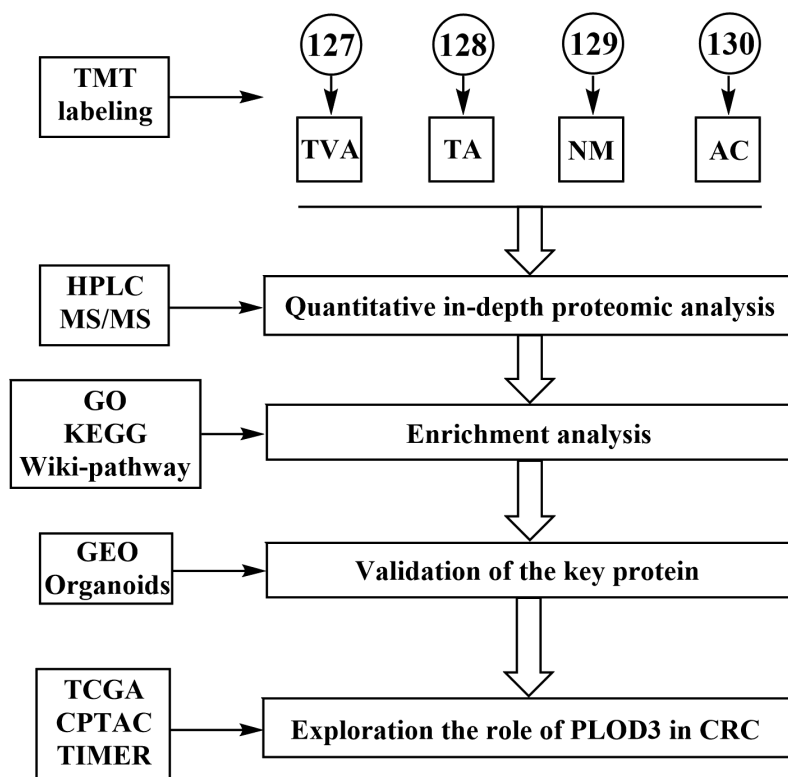 127 128 129 130
TMT
labeling
TVA TA NM AC
HPLC
MS/MS
Quantitative in-depth proteomic analysis
GO
KEGG
Wiki-pathway
Enrichment analysis
GEO
Organoids
Validation of the key protein
TCGA
CPTAC
TIMER
Exploration the role of PLOD3 in CRC